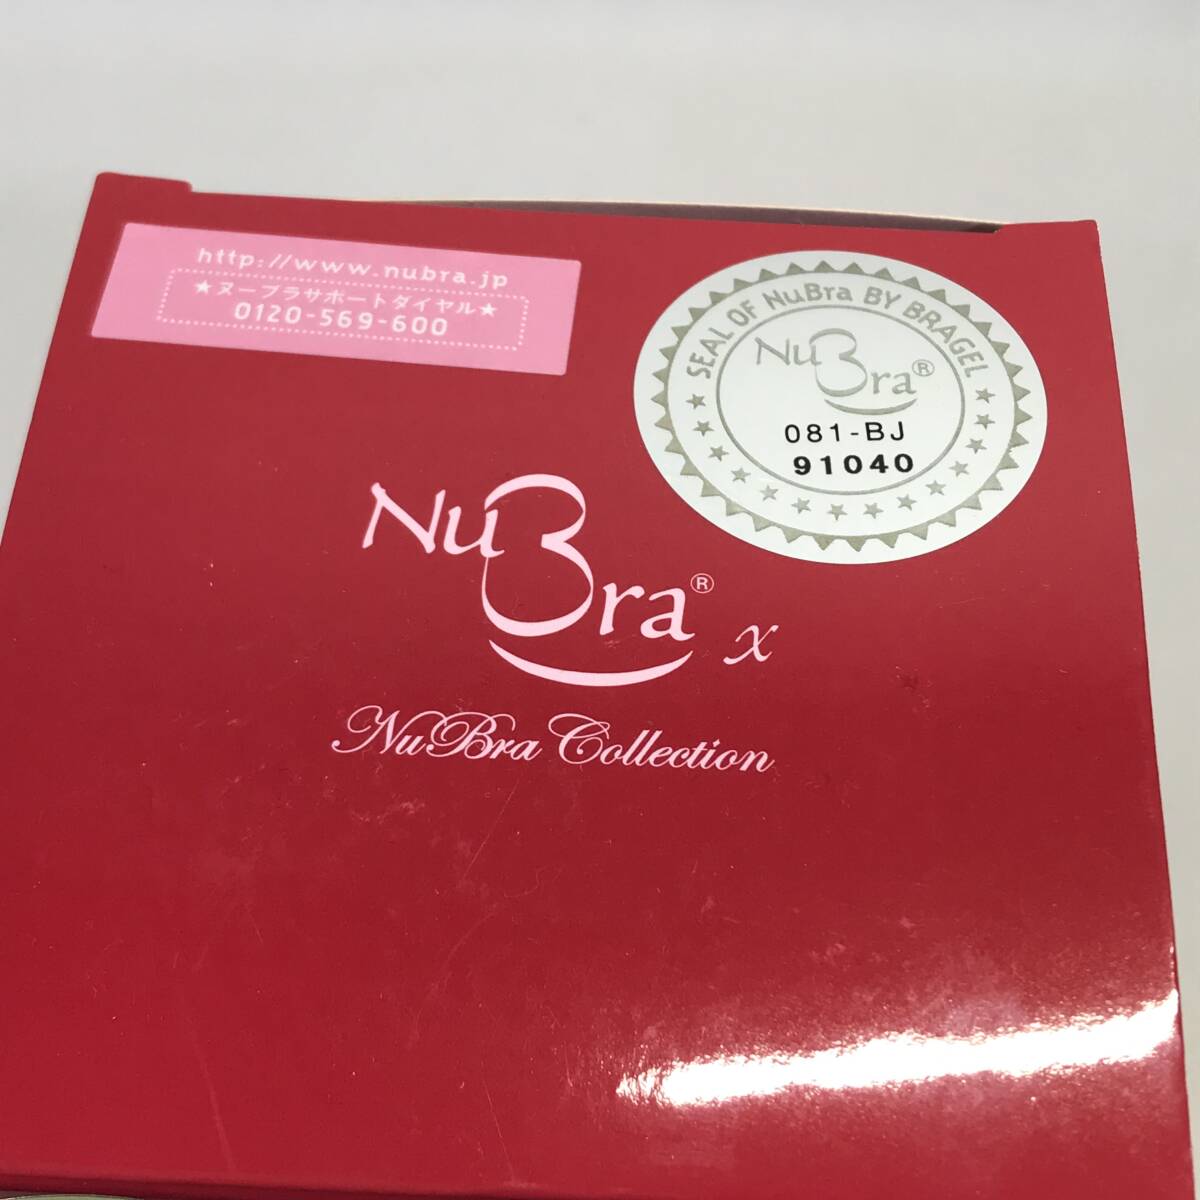 http://www.nubra.jp
★ヌーブラサポートダイヤル★
0120-569-600
SEAL OF NuBra BY BRAGEL
NuBra®
081-BJ
91040
NuBra® x
NuBra Collection